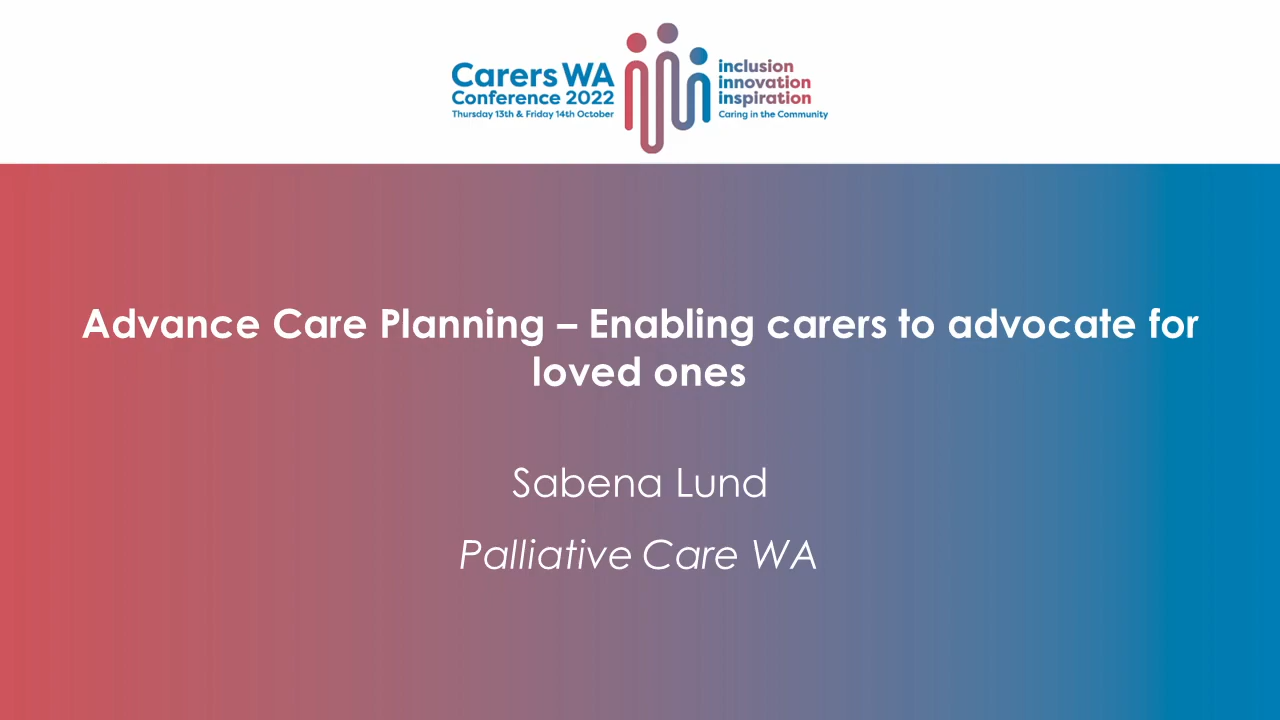 Carers WA
Conference 2022
Thursday 13th & Friday 14th October
inclusion
innovation
inspiration
Caring in the Community
Advance Care Planning – Enabling carers to advocate for
loved ones
Sabena Lund
Palliative Care WA